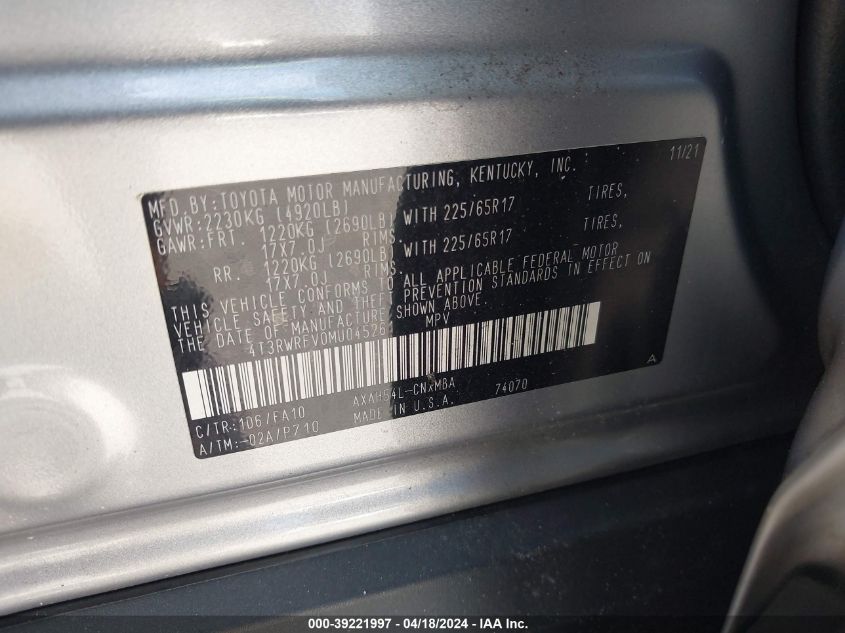 MFD.BY:TOYOTA MOTOR MANUFACTURING, KENTUCKY, INC. 11/21
GVWR:2230KG (4920LB)
GAWR:FRT. 1220KG (2690LB) WITH 225/65R17 TIRES,
17X7.0J RIMS.
RR. 1220KG (2690LB) WITH 225/65R17 TIRES,
17X7.0J RIMS.
THIS VEHICLE CONFORMS TO ALL APPLICABLE FEDERAL MOTOR
VEHICLE SAFETY AND THEFT PREVENTION STANDARDS IN EFFECT ON
THE DATE OF MANUFACTURE SHOWN ABOVE.
4T3RWRFV0MU045261 MPV
A
C/TR:1D6/FA10 AXAH54L-CNXMBA 74070
A/TM:-02A/P710 MADE IN U.S.A.
000-39221997 - 04/18/2024 - IAA Inc.